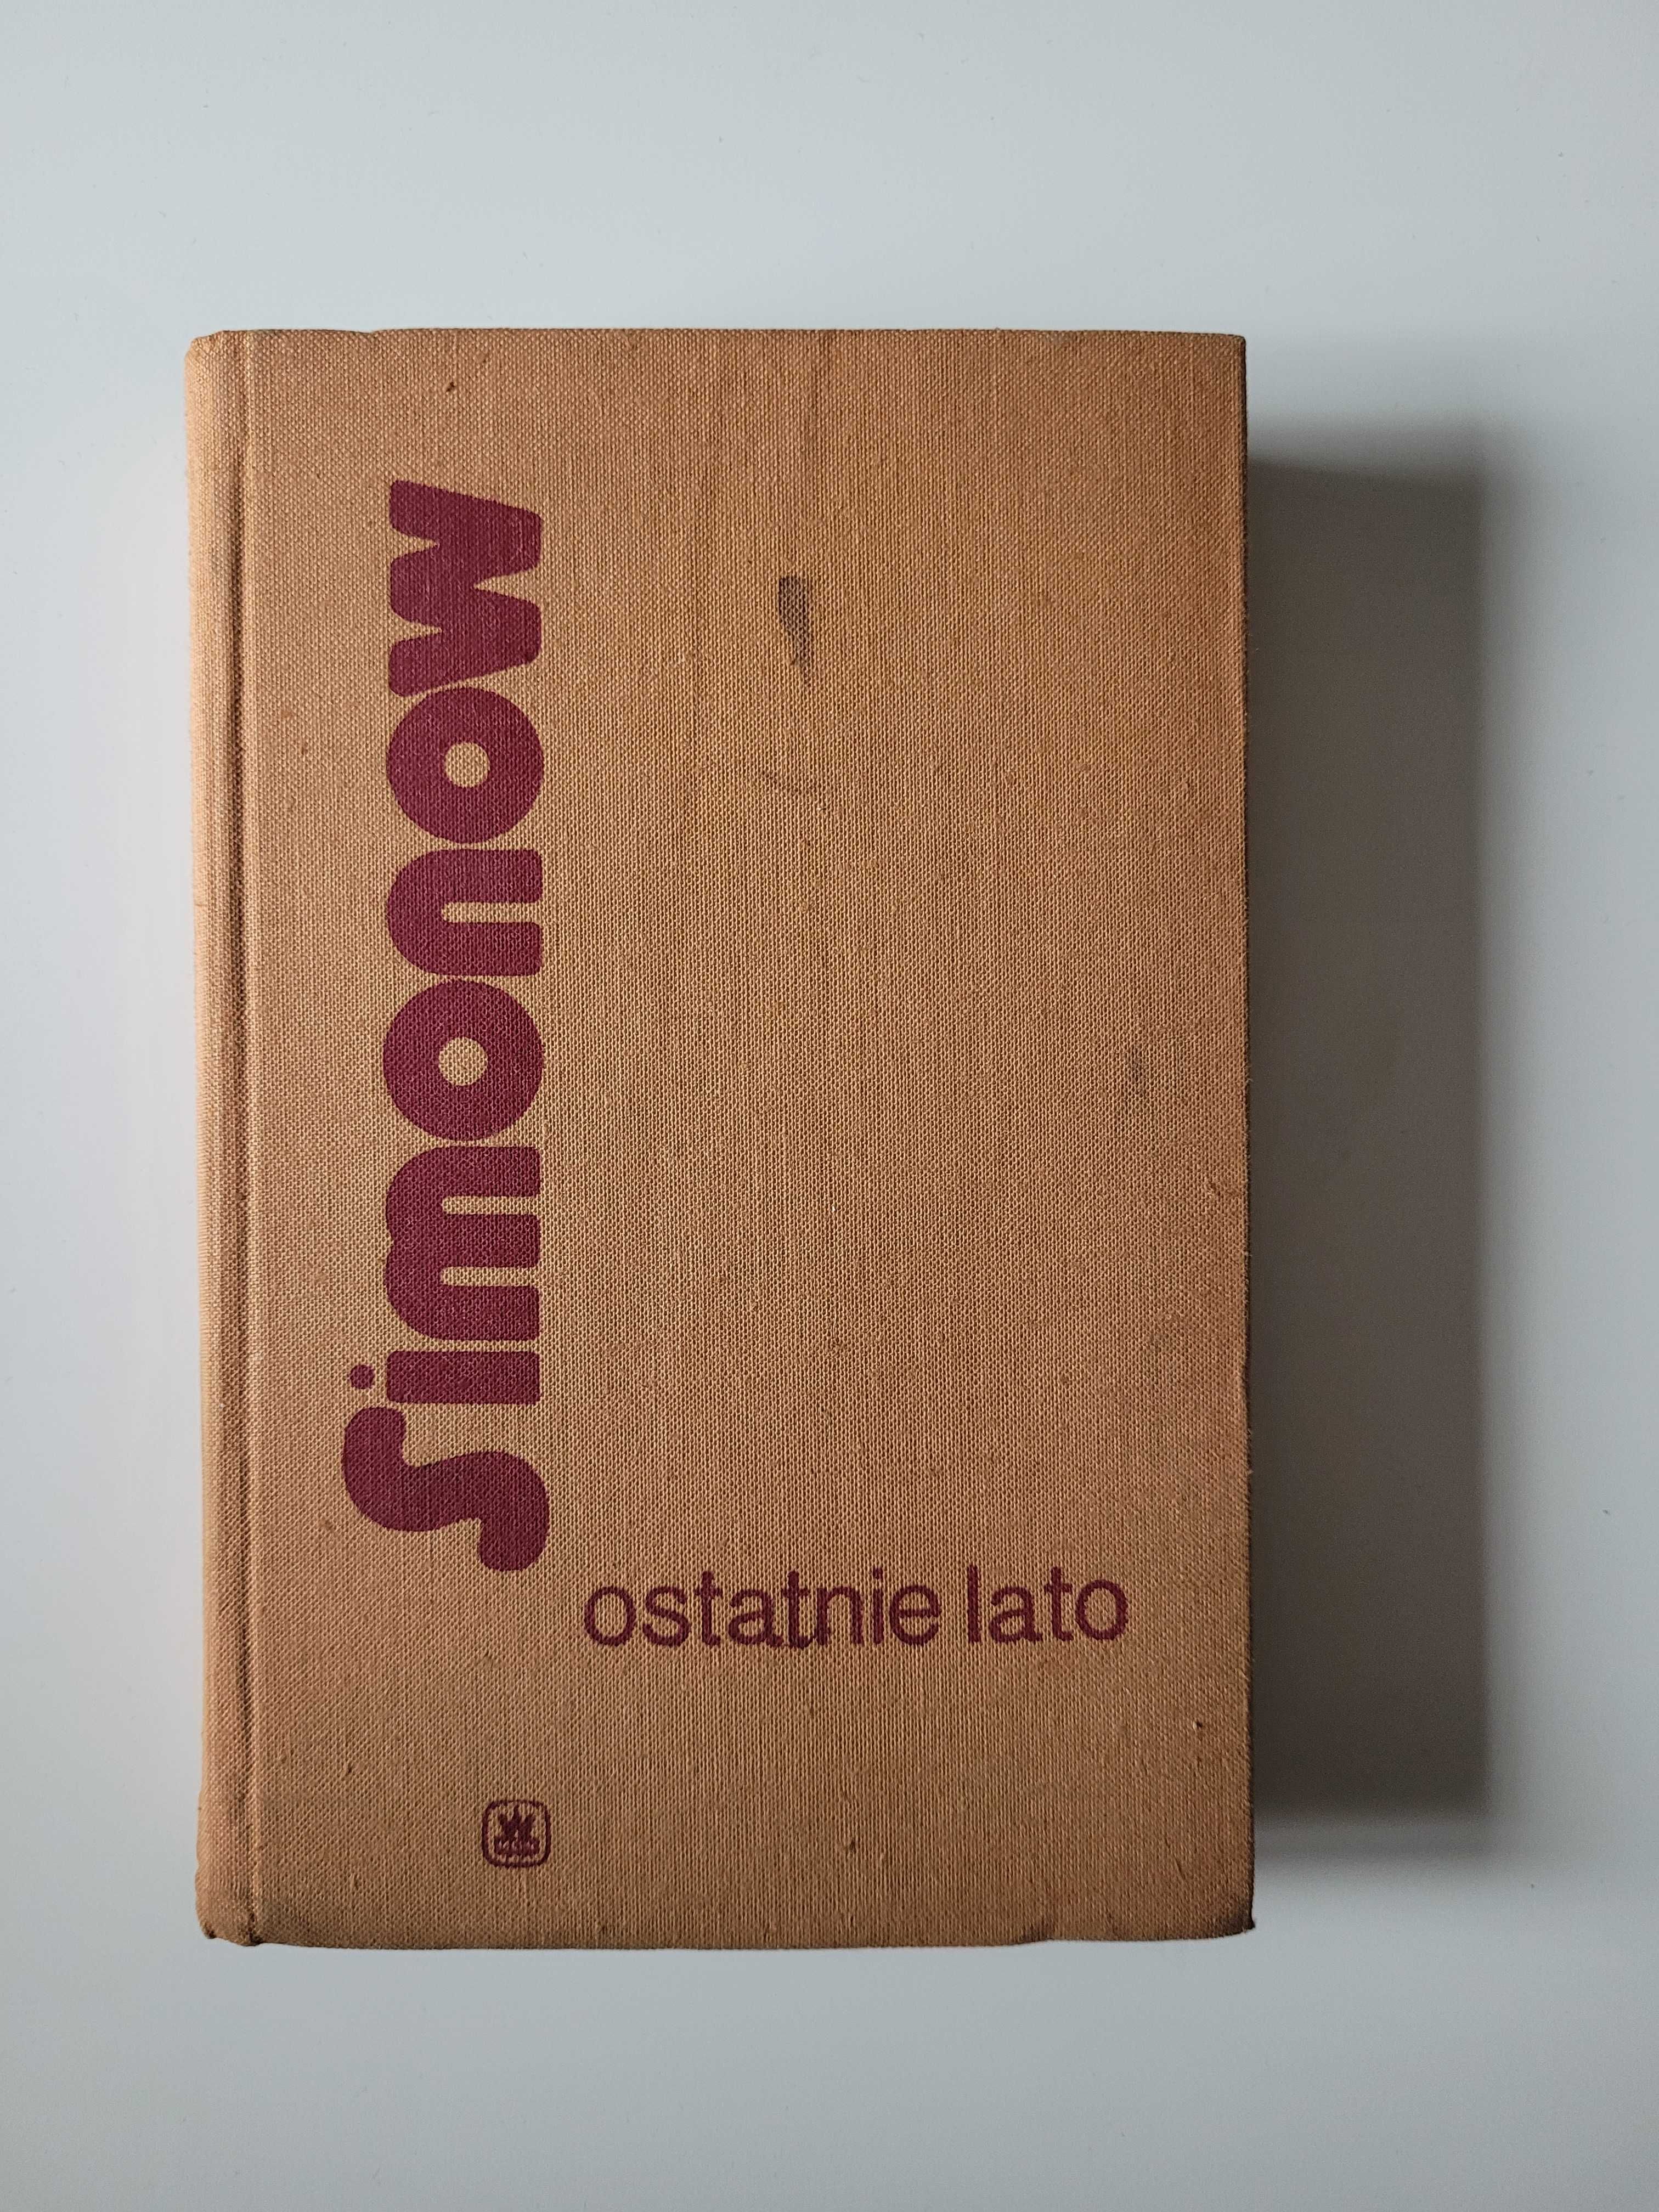 Simonow
ostatnie lato